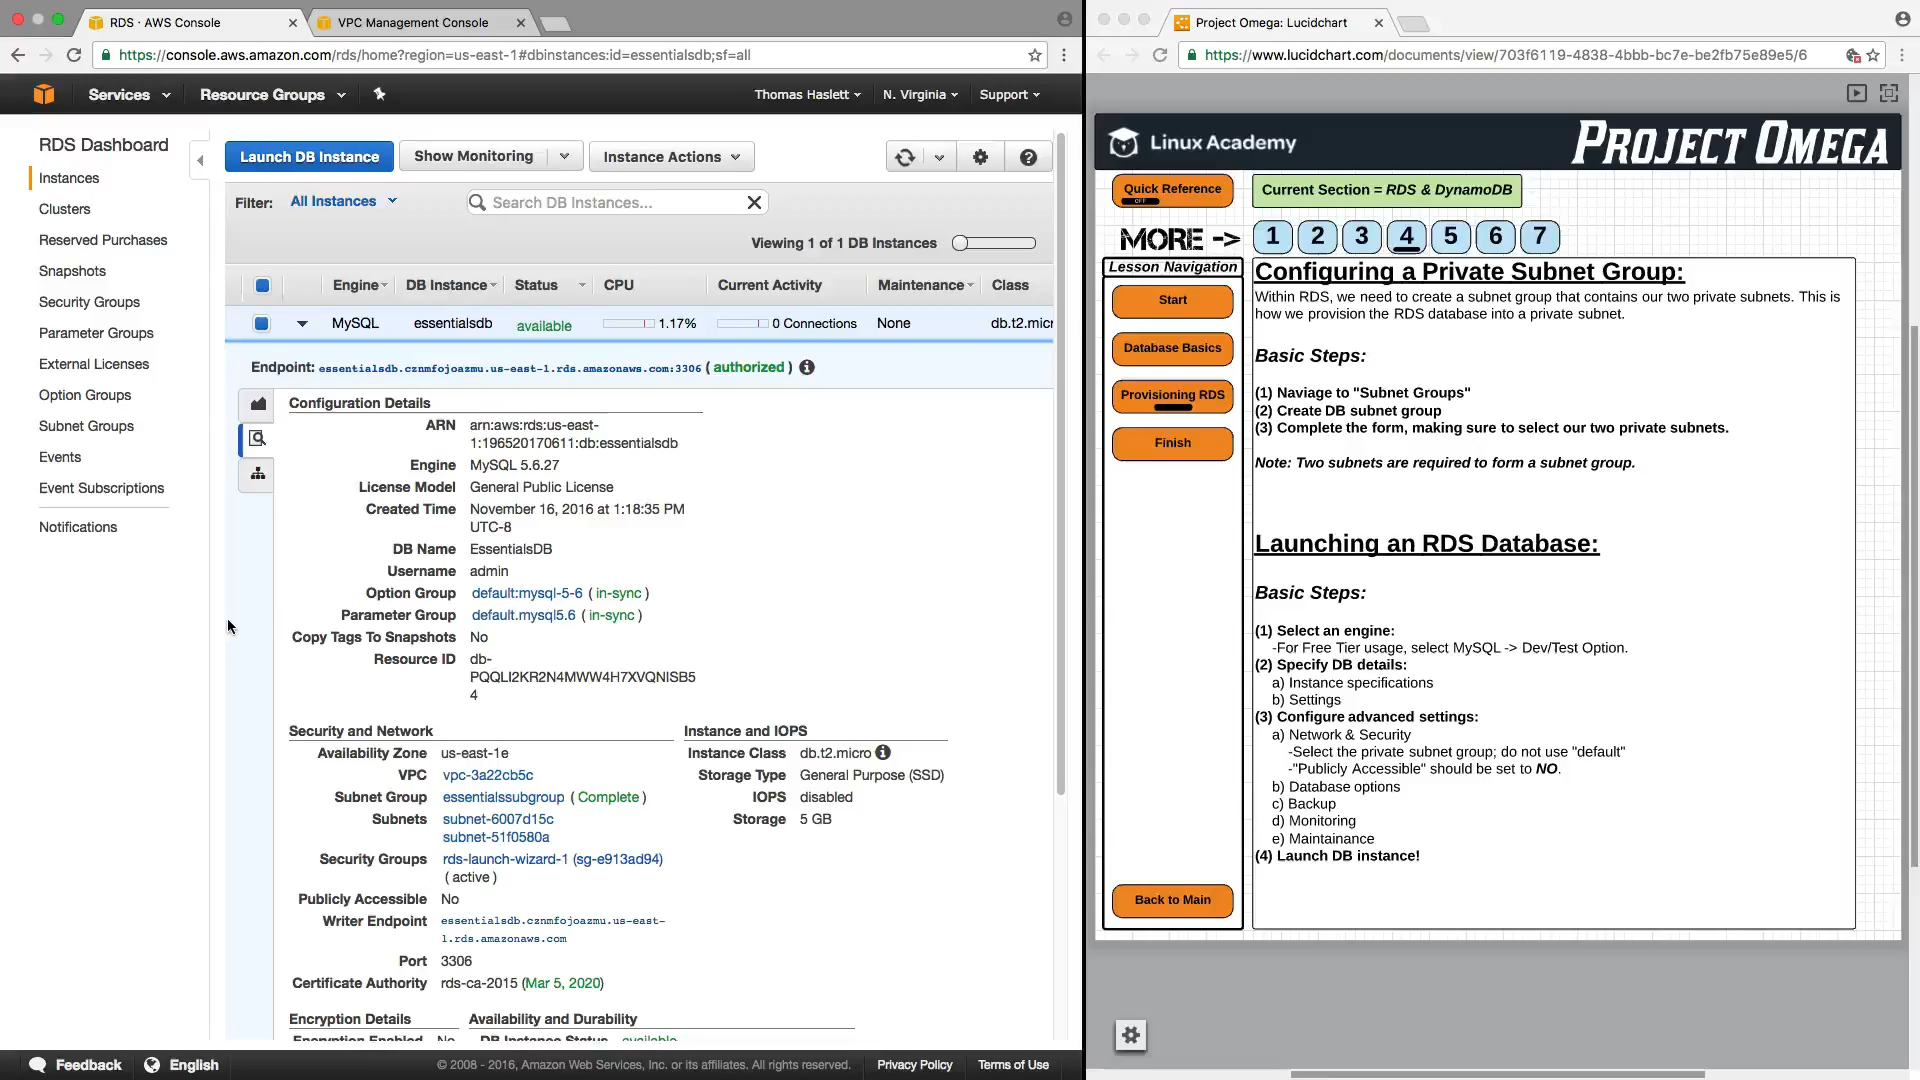 RDS · AWS Console
VPC Management Console
https://console.aws.amazon.com/rds/home?region=us-east-1#dbinstances:id=essentialsdb;sf=all
Services
Resource Groups
Thomas Haslett
N. Virginia
Support
RDS Dashboard
Instances
Clusters
Reserved Purchases
Snapshots
Security Groups
Parameter Groups
External Licenses
Option Groups
Subnet Groups
Events
Event Subscriptions
Notifications
Launch DB Instance
Show Monitoring
Instance Actions
Filter:
All Instances
Search DB Instances...
Viewing 1 of 1 DB Instances
Engine DB Instance Status CPU Current Activity Maintenance Class
MySQL essentialsdb available 1.17% 0 Connections None db.t2.micr
Endpoint: essentialsdb.cznmfojoazmu.us-east-1.rds.amazonaws.com:3306 ( authorized )
Configuration Details
ARN arn:aws:rds:us-east-
1:196520170611:db:essentialsdb
Engine MySQL 5.6.27
License Model General Public License
Created Time November 16, 2016 at 1:18:35 PM
UTC-8
DB Name EssentialsDB
Username admin
Option Group default:mysql-5-6 ( in-sync )
Parameter Group default.mysql5.6 ( in-sync )
Copy Tags To Snapshots No
Resource ID db-
PQQLI2KR2N4MWW4H7XVQNISB5
4
Security and Network
Availability Zone us-east-1e
VPC vpc-3a22cb5c
Subnet Group essentialssubgroup ( Complete )
Subnets subnet-6007d15c
subnet-51f0580a
Security Groups rds-launch-wizard-1 (sg-e913ad94)
( active )
Publicly Accessible No
Writer Endpoint essentialsdb.cznmfojoazmu.us-east-
1.rds.amazonaws.com
Port 3306
Certificate Authority rds-ca-2015 (Mar 5, 2020)
Instance and IOPS
Instance Class db.t2.micro
Storage Type General Purpose (SSD)
IOPS disabled
Storage 5 GB
Encryption Details
Availability and Durability
Encryption Enabled No
DB Instance Status available
Feedback
English
© 2008 - 2016, Amazon Web Services, Inc. or its affiliates. All rights reserved.
Privacy Policy
Terms of Use
Project Omega: Lucidchart
https://www.lucidchart.com/documents/view/703f6119-4838-4bbb-bc7e-be2fb75e89e5/6
Linux Academy
PROJECT OMEGA
Quick Reference
OFF
Current Section = RDS & DynamoDB
MORE ->
1 2 3 4 5 6 7
Lesson Navigation
Start
Database Basics
Provisioning RDS
Finish
Back to Main
Configuring a Private Subnet Group:
Within RDS, we need to create a subnet group that contains our two private subnets. This is
how we provision the RDS database into a private subnet.
Basic Steps:
(1) Naviage to "Subnet Groups"
(2) Create DB subnet group
(3) Complete the form, making sure to select our two private subnets.
Note: Two subnets are required to form a subnet group.
Launching an RDS Database:
Basic Steps:
(1) Select an engine:
-For Free Tier usage, select MySQL -> Dev/Test Option.
(2) Specify DB details:
a) Instance specifications
b) Settings
(3) Configure advanced settings:
a) Network & Security
-Select the private subnet group; do not use "default"
-"Publicly Accessible" should be set to NO.
b) Database options
c) Backup
d) Monitoring
e) Maintainance
(4) Launch DB instance!